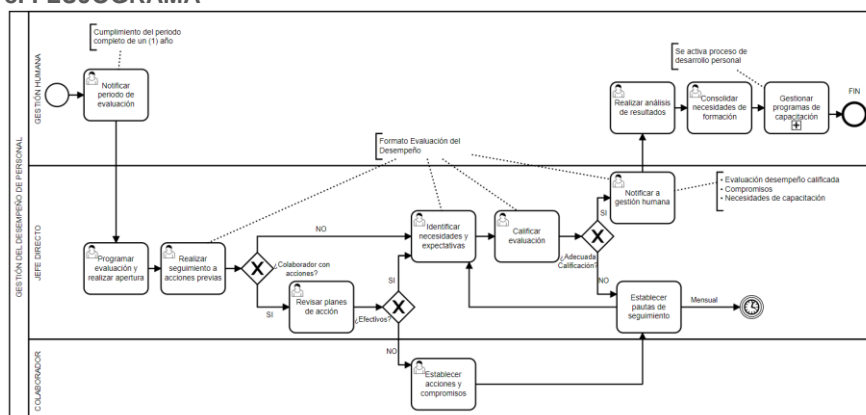 GESTIÓN DEL DESEMPEÑO DE PERSONAL
GESTIÓN HUMANA
Cumplimiento del periodo
completo de un (1) año
Notificar
periodo de
evaluación
Se activa proceso de
desarrollo personal
Realizar análisis
de resultados
Consolidar
necesidades de
formación
Gestionar
programas de
capacitación
FIN
JEFE DIRECTO
Formato Evaluación del
Desempeño
Programar
evaluación y
realizar apertura
Realizar
seguimiento a
acciones previas
¿Colaborador con
acciones?
NO
SI
Revisar planes
de acción
¿Efectivos?
SI
NO
Identificar
necesidades y
expectativas
Calificar
evaluación
¿Adecuada
Calificación?
SI
NO
Notificar a
gestión humana
• Evaluación desempeño calificada
• Compromisos
• Necesidades de capacitación
Establecer
pautas de
seguimiento
Mensual
COLABORADOR
Establecer
acciones y
compromisos